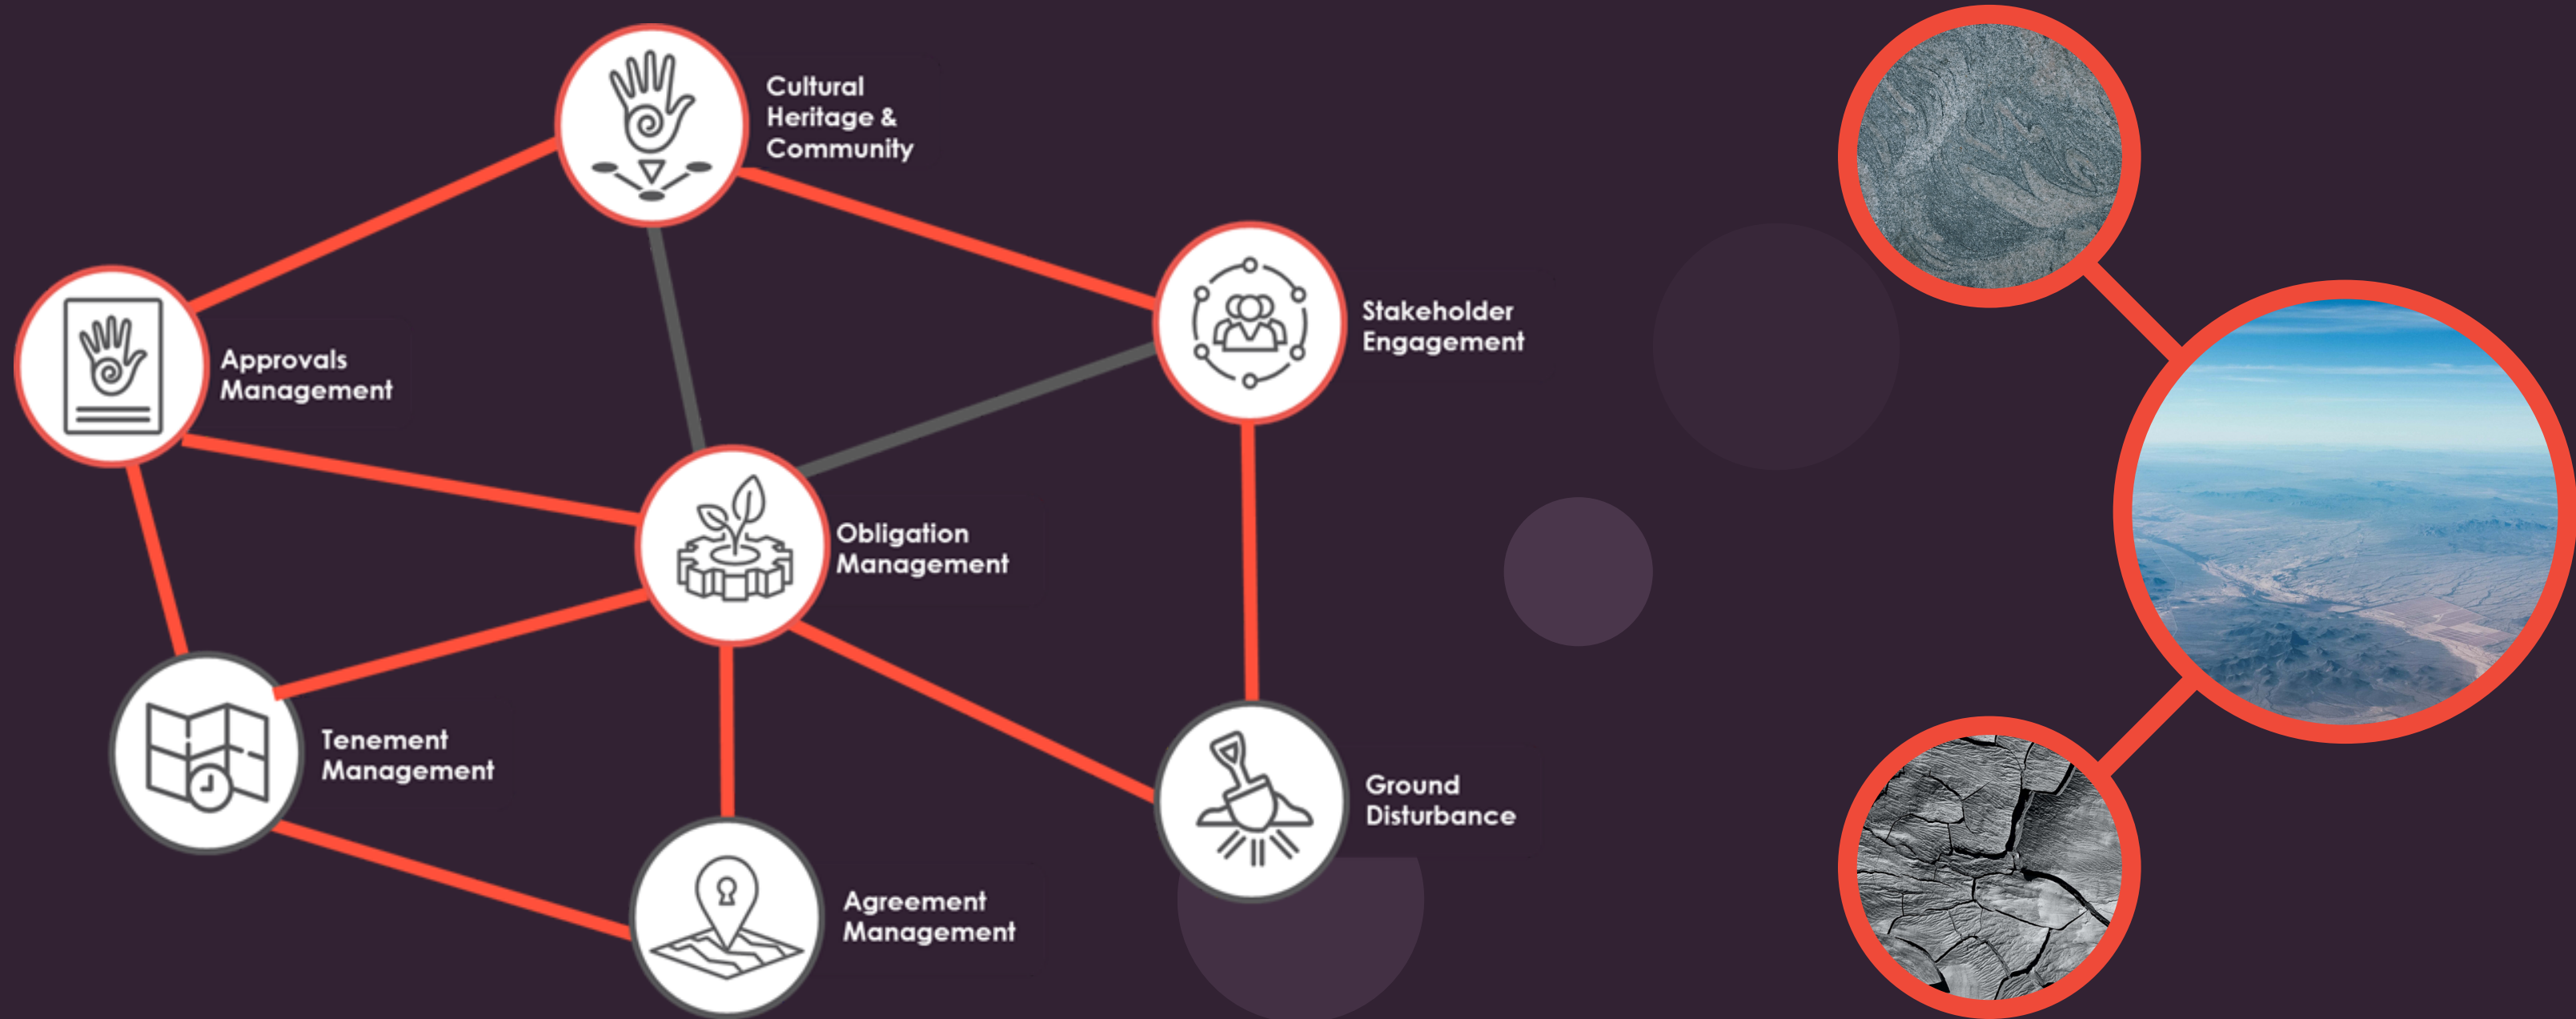 Cultural
Heritage &
Community
Stakeholder
Engagement
Approvals
Management
Obligation
Management
Tenement
Management
Ground
Disturbance
Agreement
Management